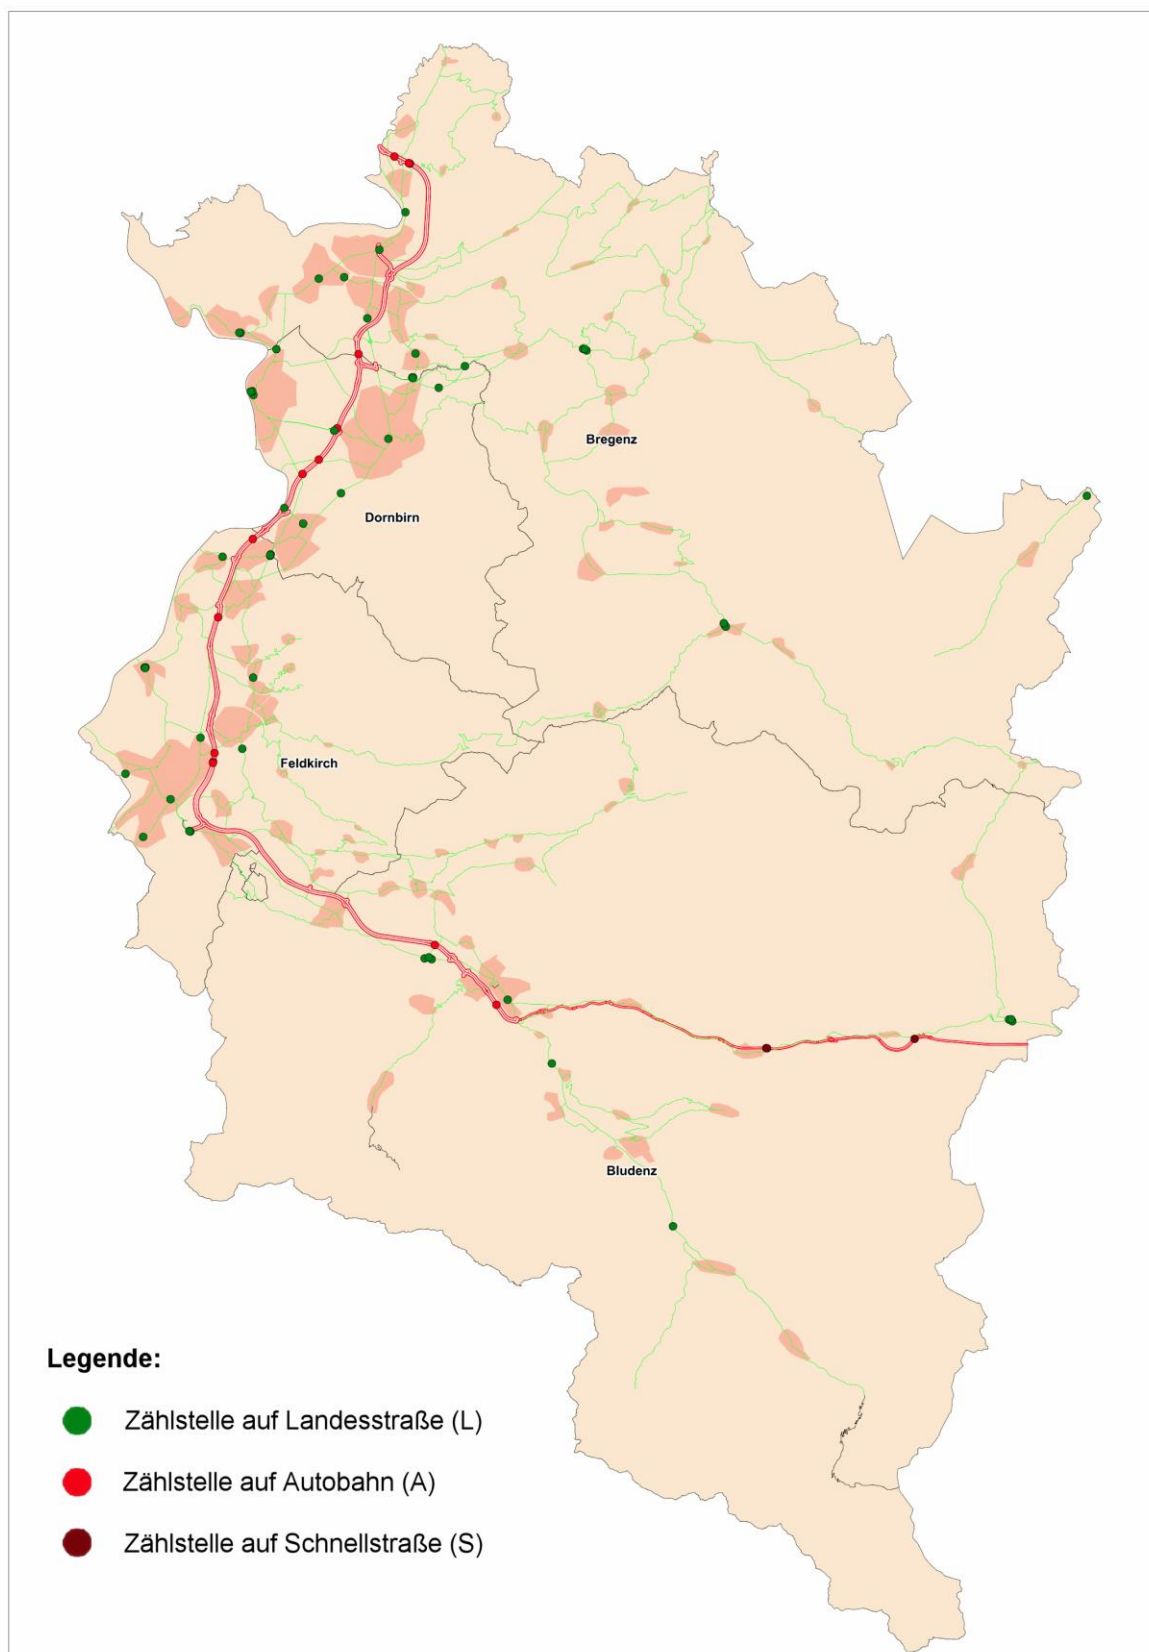 Bregenz
Dornbirn
Feldkirch
Bludenz
Legende:
Zählstelle auf Landesstraße (L)
Zählstelle auf Autobahn (A)
Zählstelle auf Schnellstraße (S)